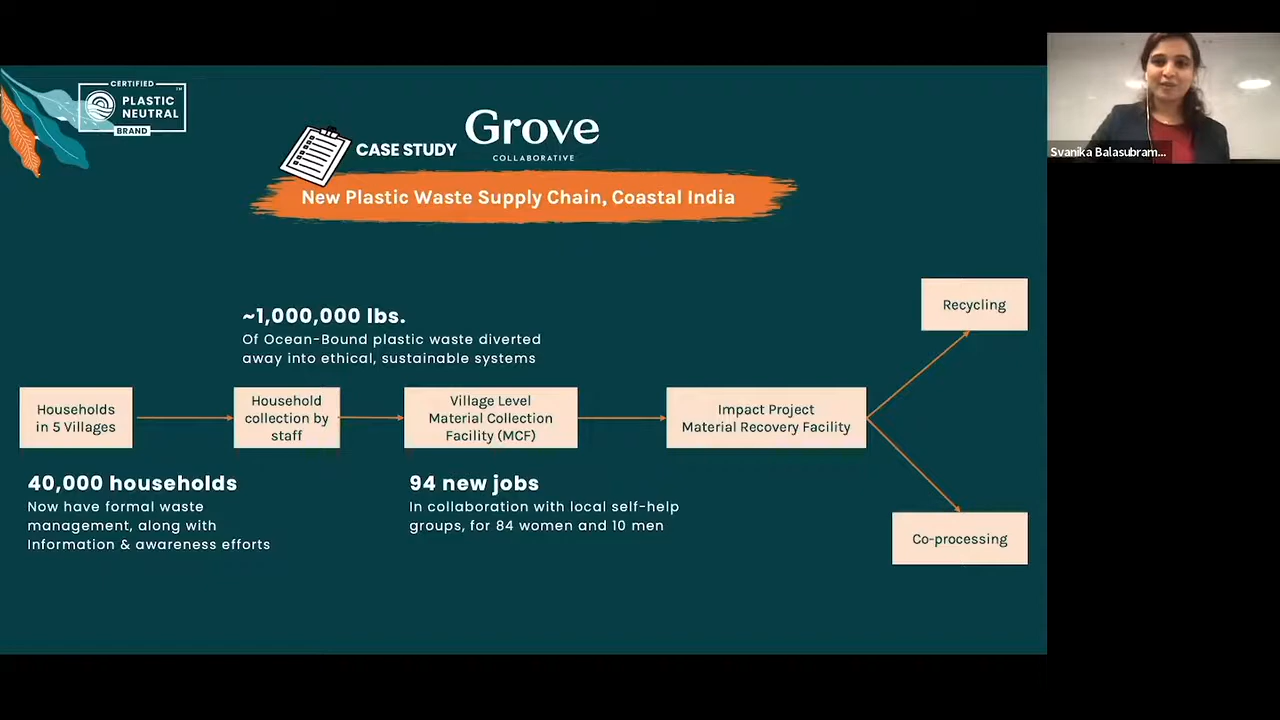 CERTIFIED
PLASTIC
NEUTRAL
BRAND
TM
CASE STUDY
Grove
COLLABORATIVE
New Plastic Waste Supply Chain, Coastal India
Svanika Balasubram...
~1,000,000 lbs.
Of Ocean-Bound plastic waste diverted
away into ethical, sustainable systems
Households
in 5 Villages
Household
collection by
staff
Village Level
Material Collection
Facility (MCF)
Impact Project
Material Recovery Facility
Recycling
Co-processing
40,000 households
Now have formal waste
management, along with
Information & awareness efforts
94 new jobs
In collaboration with local self-help
groups, for 84 women and 10 men